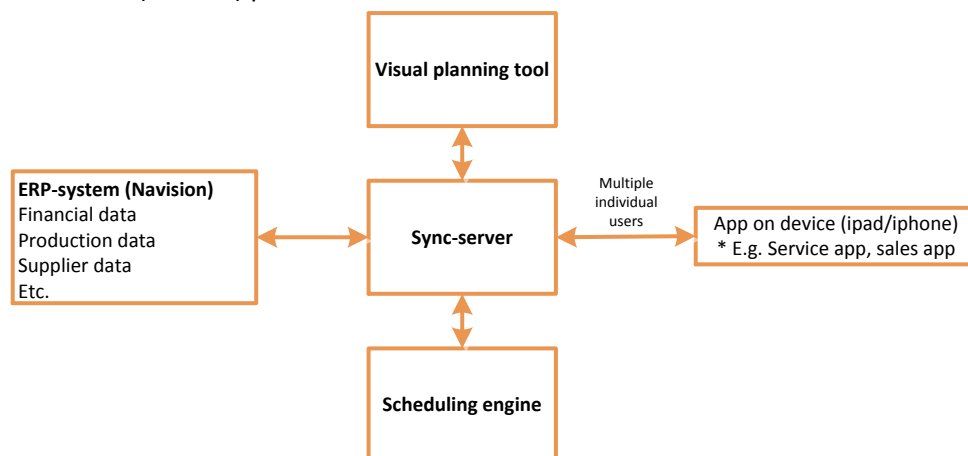 Visual planning tool
ERP-system (Navision)
Financial data
Production data
Supplier data
Etc.
Sync-server
Multiple
individual
users
App on device (ipad/iphone)
* E.g. Service app, sales app
Scheduling engine